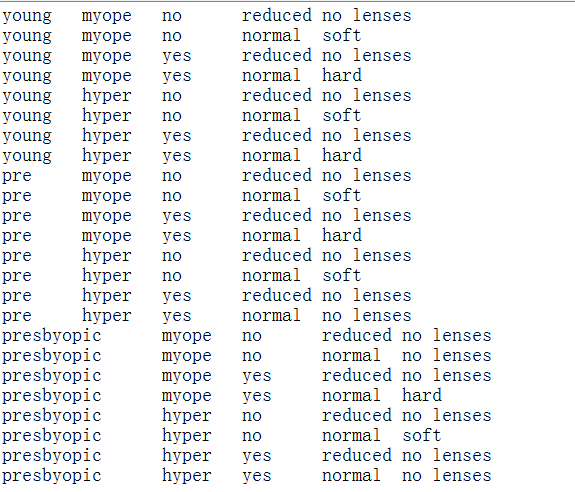 young myope no reduced no lenses
young myope no normal soft
young myope yes reduced no lenses
young myope yes normal hard
young hyper no reduced no lenses
young hyper no normal soft
young hyper yes reduced no lenses
young hyper yes normal hard
pre myope no reduced no lenses
pre myope no normal soft
pre myope yes reduced no lenses
pre myope yes normal hard
pre hyper no reduced no lenses
pre hyper no normal soft
pre hyper yes reduced no lenses
pre hyper yes normal no lenses
presbyopic myope no reduced no lenses
presbyopic myope no normal no lenses
presbyopic myope yes reduced no lenses
presbyopic myope yes normal hard
presbyopic hyper no reduced no lenses
presbyopic hyper no normal soft
presbyopic hyper yes reduced no lenses
presbyopic hyper yes normal no lenses